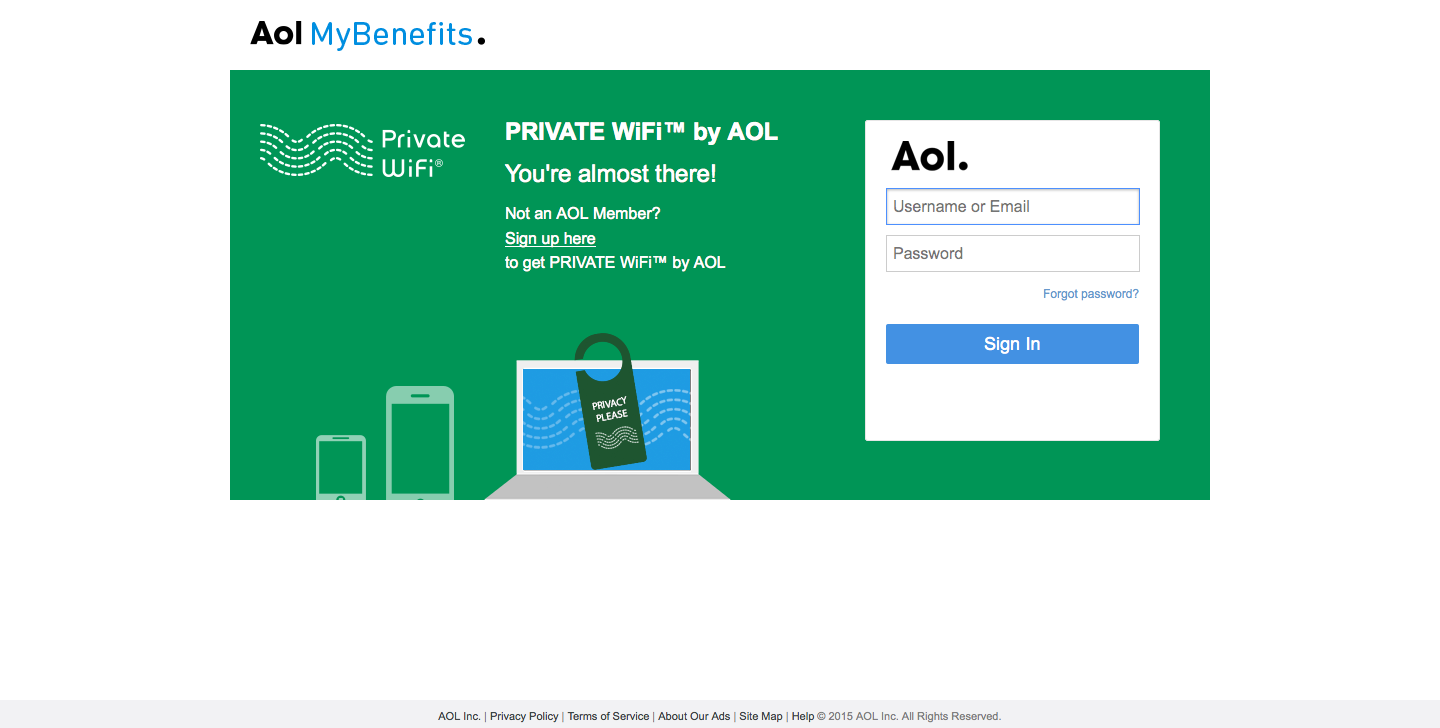 Aol MyBenefits.
Private
WiFi®
PRIVATE WiFi™ by AOL
You're almost there!
Not an AOL Member?
Sign up here
to get PRIVATE WiFi™ by AOL
PRIVACY
PLEASE
Aol.
Username or Email
Password
Forgot password?
Sign In
AOL Inc. | Privacy Policy | Terms of Service | About Our Ads | Site Map | Help © 2015 AOL Inc. All Rights Reserved.